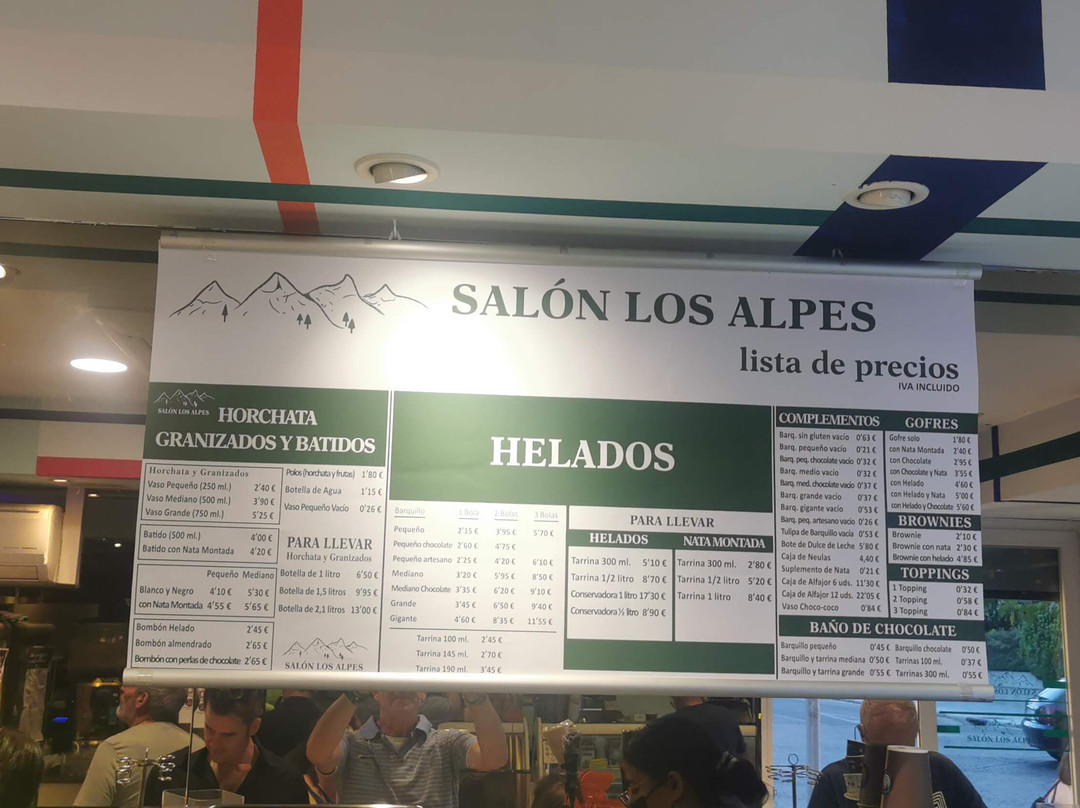 SALÓN LOS ALPES
lista de precios
IVA INCLUIDO
SALÓN LOS ALPES
HORCHATA
GRANIZADOS Y BATIDOS
Horchata y Granizados
Vaso Pequeño (250 ml.) 2'40 €
Vaso Mediano (500 ml.) 3'90 €
Vaso Grande (750 ml.) 5'25 €
Batido (500 ml.) 4'00 €
Batido con Nata Montada 4'20 €
Pequeño Mediano
Blanco y Negro 4'10 € 5'30 €
con Nata Montada 4'55 € 5'65 €
Bombón Helado 2'45 €
Bombón almendrado 2'65 €
Bombón con perlas de chocolate 2'65 €
Polos (horchata y frutas) 1'80 €
Botella de Agua 1'15 €
Vaso Pequeño Vacío 0'26 €
PARA LLEVAR
Horchata y Granizados
Botella de 1 litro 6'50 €
Botella de 1,5 litros 9'95 €
Botella de 2,1 litros 13'00 €
SALÓN LOS ALPES
HELADOS
Barquillo 1 Bola 2 Bolas 3 Bolas
Pequeño 2'15 € 3'95 € 5'70 €
Pequeño chocolate 2'60 € 4'75 €
Pequeño artesano 2'25 € 4'20 € 6'10 €
Mediano 3'20 € 5'95 € 8'50 €
Mediano Chocolate 3'35 € 6'20 € 9'10 €
Grande 3'45 € 6'50 € 9'40 €
Gigante 4'60 € 8'35 € 11'55 €
Tarrina 100 ml. 2'45 €
Tarrina 145 ml. 2'70 €
Tarrina 190 ml. 3'45 €
PARA LLEVAR
HELADOS
Tarrina 300 ml. 5'10 €
Tarrina 1/2 litro 8'70 €
Conservadora 1 litro 17'30 €
Conservadora ½ litro 8'90 €
NATA MONTADA
Tarrina 300 ml. 2'80 €
Tarrina 1/2 litro 5'20 €
Tarrina 1 litro 8'40 €
COMPLEMENTOS
Barq. sin gluten vacío 0'63 €
Barq. pequeño vacío 0'21 €
Barq. peq. chocolate vacío 0'32 €
Barq. medio vacío 0'32 €
Barq. med. chocolate vacío 0'37 €
Barq. grande vacío 0'37 €
Barq. gigante vacío 0'53 €
Barq. peq. artesano vacío 0'26 €
Tulipa de Barquillo vacía 0'53 €
Bote de Dulce de Leche 5'80 €
Caja de Neulas 4,40 €
Suplemento de Nata 0'21 €
Caja de Alfajor 6 uds. 11'30 €
Caja de Alfajor 12 uds. 22'05 €
Vaso Choco-coco 0'84 €
GOFRES
Gofre solo 1'80 €
con Nata Montada 2'40 €
con Chocolate 2'95 €
con Chocolate y Nata 3'55 €
con Helado 4'60 €
con Helado y Nata 5'00 €
con Helado y Chocolate 5'60 €
BROWNIES
Brownie 2'10 €
Brownie con nata 2'30 €
Brownie con helado 4'85 €
TOPPINGS
1 Topping 0'32 €
2 Topping 0'58 €
3 Topping 0'84 €
BAÑO DE CHOCOLATE
Barquillo pequeño 0'45 €
Barquillo y tarrina mediana 0'50 €
Barquillo y tarrina grande 0'55 €
Barquillo chocolate 0'50 €
Tarrinas 100 ml. 0'37 €
Tarrinas 300 ml. 0'55 €
SALÓN LOS ALPES